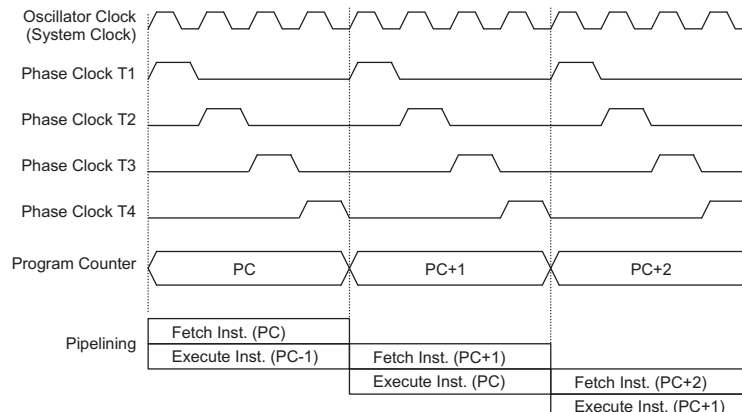 Oscillator Clock
(System Clock)
Phase Clock T1
Phase Clock T2
Phase Clock T3
Phase Clock T4
Program Counter
PC
PC+1
PC+2
Pipelining
Fetch Inst. (PC)
Execute Inst. (PC-1)
Fetch Inst. (PC+1)
Execute Inst. (PC)
Fetch Inst. (PC+2)
Execute Inst. (PC+1)